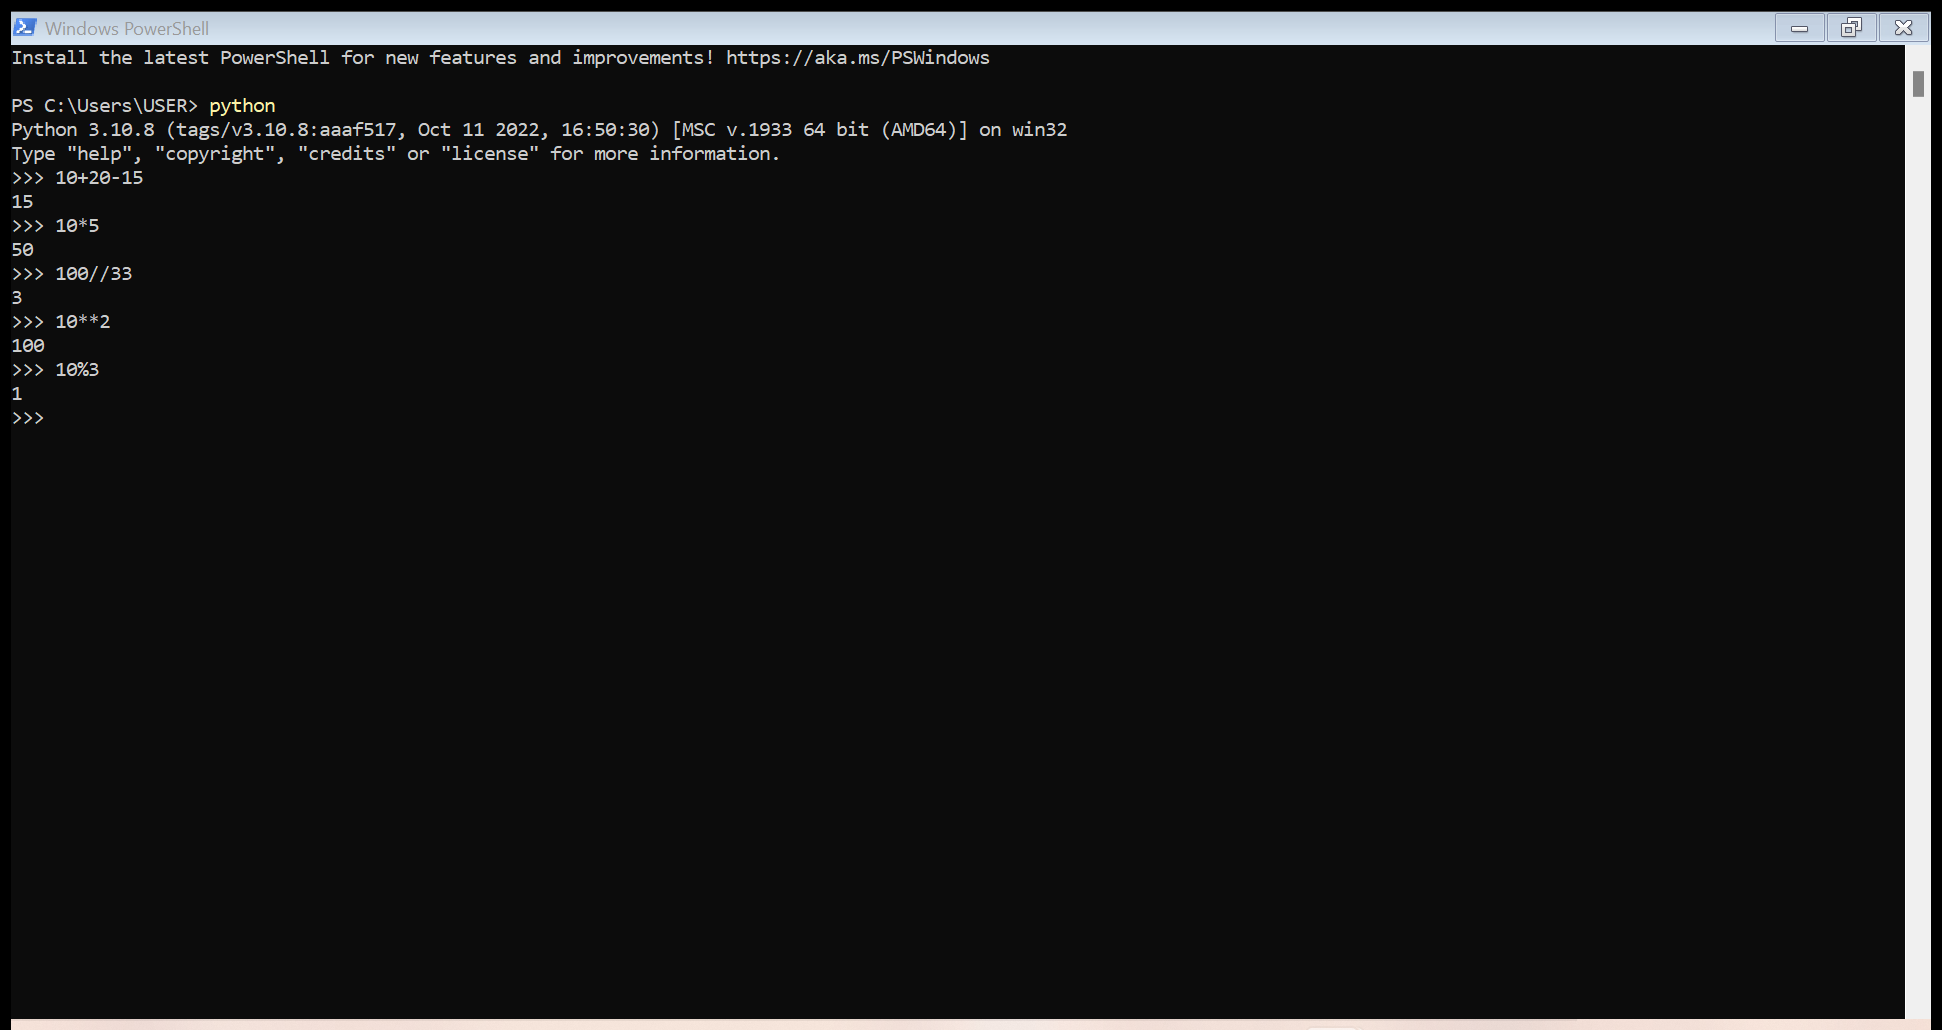 Windows PowerShell
Install the latest PowerShell for new features and improvements! https://aka.ms/PSWindows
PS C:\Users\USER> python
Python 3.10.8 (tags/v3.10.8:aaaf517, Oct 11 2022, 16:50:30) [MSC v.1933 64 bit (AMD64)] on win32
Type "help", "copyright", "credits" or "license" for more information.
>>> 10+20-15
15
>>> 10*5
50
>>> 100//33
3
>>> 10**2
100
>>> 10%3
1
>>>